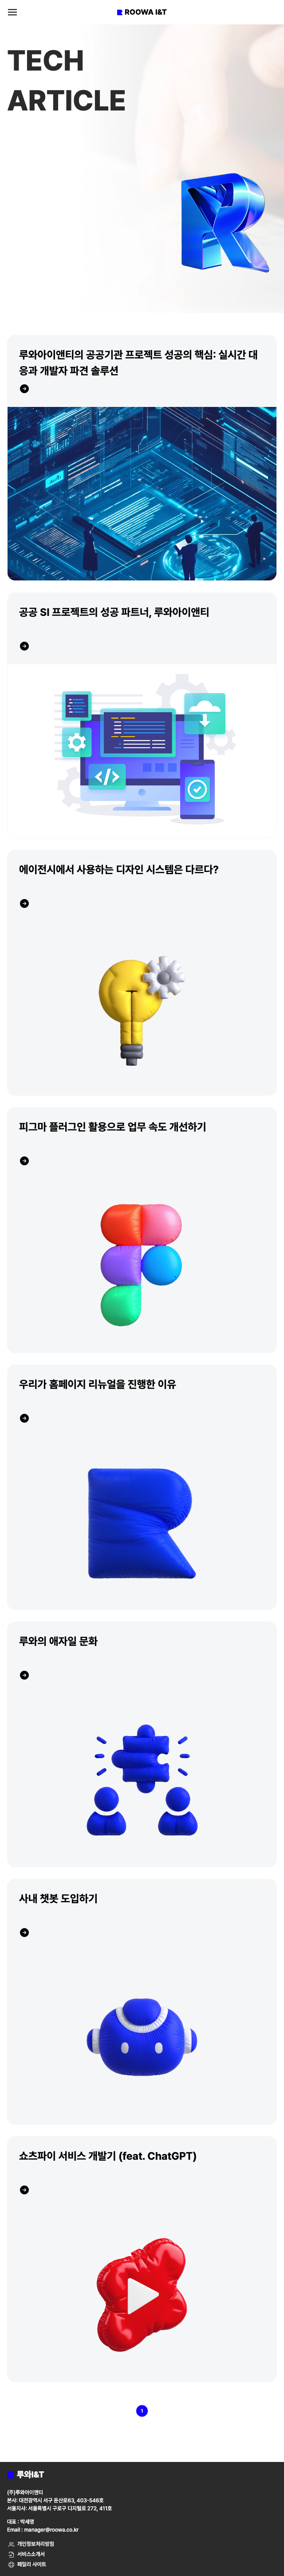 ROOWA I&T
TECH
ARTICLE
루와아이앤티의 공공기관 프로젝트 성공의 핵심: 실시간 대
응과 개발자 파견 솔루션
공공 SI 프로젝트의 성공 파트너, 루와아이앤티
에이전시에서 사용하는 디자인 시스템은 다르다?
피그마 플러그인 활용으로 업무 속도 개선하기
우리가 홈페이지 리뉴얼을 진행한 이유
루와의 애자일 문화
사내 챗봇 도입하기
쇼츠파이 서비스 개발기 (feat. ChatGPT)
1
루와I&T
(주)루와아이앤티
본사: 대전광역시 서구 둔산로63, 403-546호
서울지사: 서울특별시 구로구 디지털로 272, 411호
대표 : 박세영
Email : manager@roowa.co.kr
개인정보처리방침
서비스소개서
패밀리 사이트